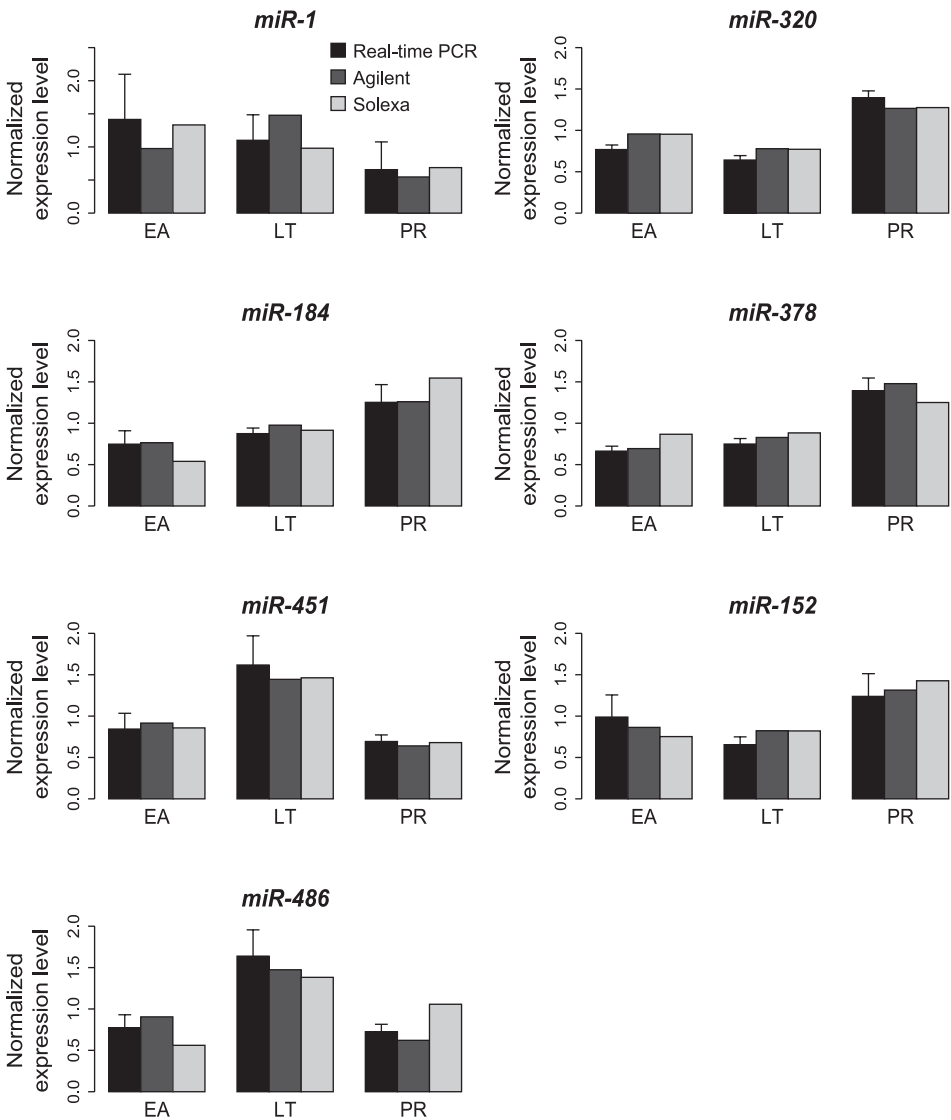 miR-1
Normalized
expression level
0.0
1.0
2.0
Real-time PCR
Agilent
Solexa
EA
LT
PR
miR-320
Normalized
expression level
0.0
0.5
1.0
1.5
2.0
EA
LT
PR
miR-184
Normalized
expression level
0.0
0.5
1.0
1.5
2.0
EA
LT
PR
miR-378
Normalized
expression level
0.0
0.5
1.0
1.5
2.0
EA
LT
PR
miR-451
Normalized
expression level
0.0
0.5
1.0
1.5
2.0
EA
LT
PR
miR-152
Normalized
expression level
0.0
0.5
1.0
1.5
2.0
EA
LT
PR
miR-486
Normalized
expression level
0.0
0.5
1.0
1.5
2.0
EA
LT
PR